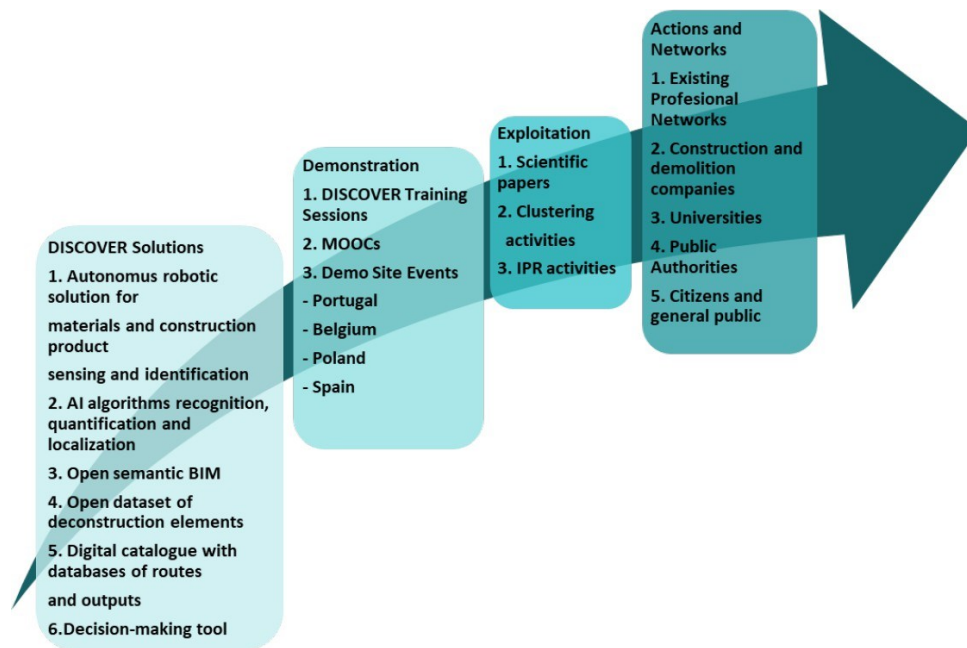 DISCOVER Solutions
1. Autonomus robotic
solution for
materials and construction
product
sensing and identification
2. AI algorithms recognition,
quantification and
localization
3. Open semantic BIM
4. Open dataset of
deconstruction elements
5. Digital catalogue with
databases of routes
and outputs
6.Decision-making tool
Demonstration
1. DISCOVER Training
Sessions
2. MOOCs
3. Demo Site Events
- Portugal
- Belgium
- Poland
- Spain
Exploitation
1. Scientific
papers
2. Clustering
activities
3. IPR activities
Actions and
Networks
1. Existing
Profesional
Networks
2. Construction and
demolition
companies
3. Universities
4. Public
Authorities
5. Citizens and
general public